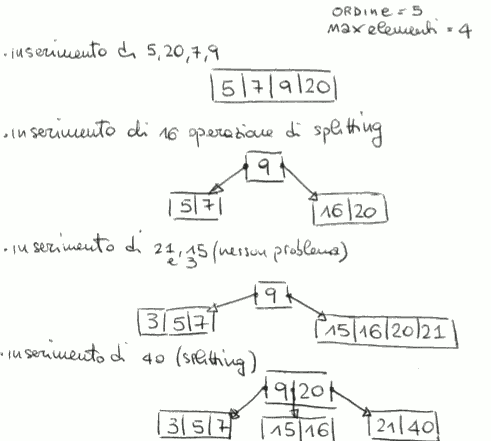 ORDINE = 5
MAX elementi = 4
· inserimento di 5, 20, 7, 9
5 | 7 | 9 | 20
· inserimento di 16 operazione di splitting
9
5 | 7
16 | 20
· inserimento di 21, 15 (nessun problema)
e 3
9
3 | 5 | 7
15 | 16 | 20 | 21
· inserimento di 40 (splitting)
9 | 20
3 | 5 | 7
15 | 16
21 | 40